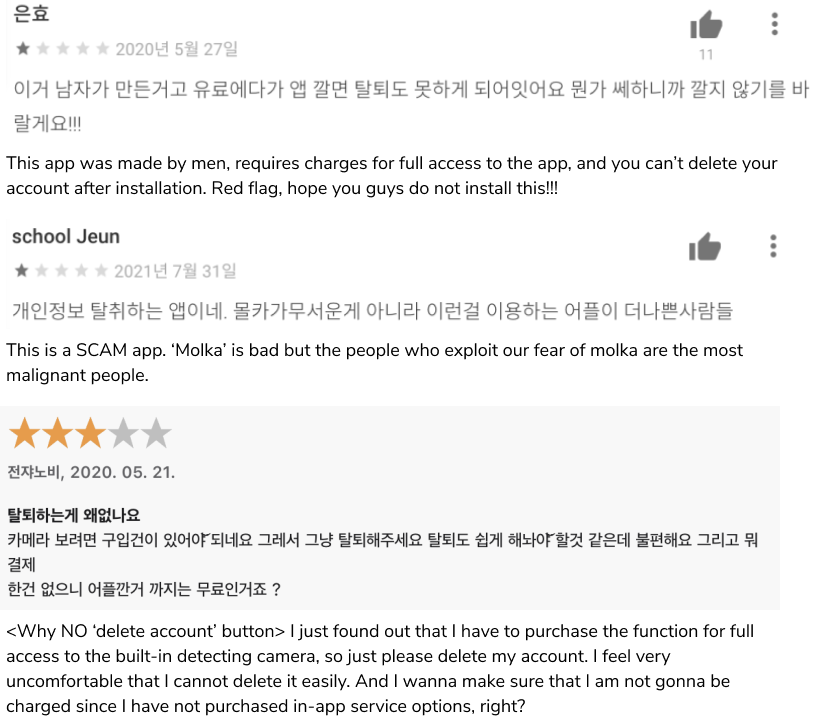 은효
2020년 5월 27일
11
이거 남자가 만든거고 유료에다가 앱 깔면 탈퇴도 못하게 되어잇어요 뭔가 쎄하니까 깔지 않기를 바
랄게요!!!
This app was made by men, requires charges for full access to the app, and you can’t delete your
account after installation. Red flag, hope you guys do not install this!!!
school Jeun
2021년 7월 31일
개인정보 탈취하는 앱이네. 몰카가무서운게 아니라 이런걸 이용하는 어플이 더나쁜사람들
This is a SCAM app. ‘Molka’ is bad but the people who exploit our fear of molka are the most
malignant people.
전쟈노비, 2020. 05. 21.
탈퇴하는게 왜없나요
카메라 보려면 구입건이 있어야 되네요 그레서 그냥 탈퇴해주세요 탈퇴도 쉽게 해놔야 할것 같은데 불편해요 그리고 뭐
결제
한건 없으니 어플깐거 까지는 무료인거죠 ?
<Why NO ‘delete account’ button> I just found out that I have to purchase the function for full
access to the built-in detecting camera, so just please delete my account. I feel very
uncomfortable that I cannot delete it easily. And I wanna make sure that I am not gonna be
charged since I have not purchased in-app service options, right?